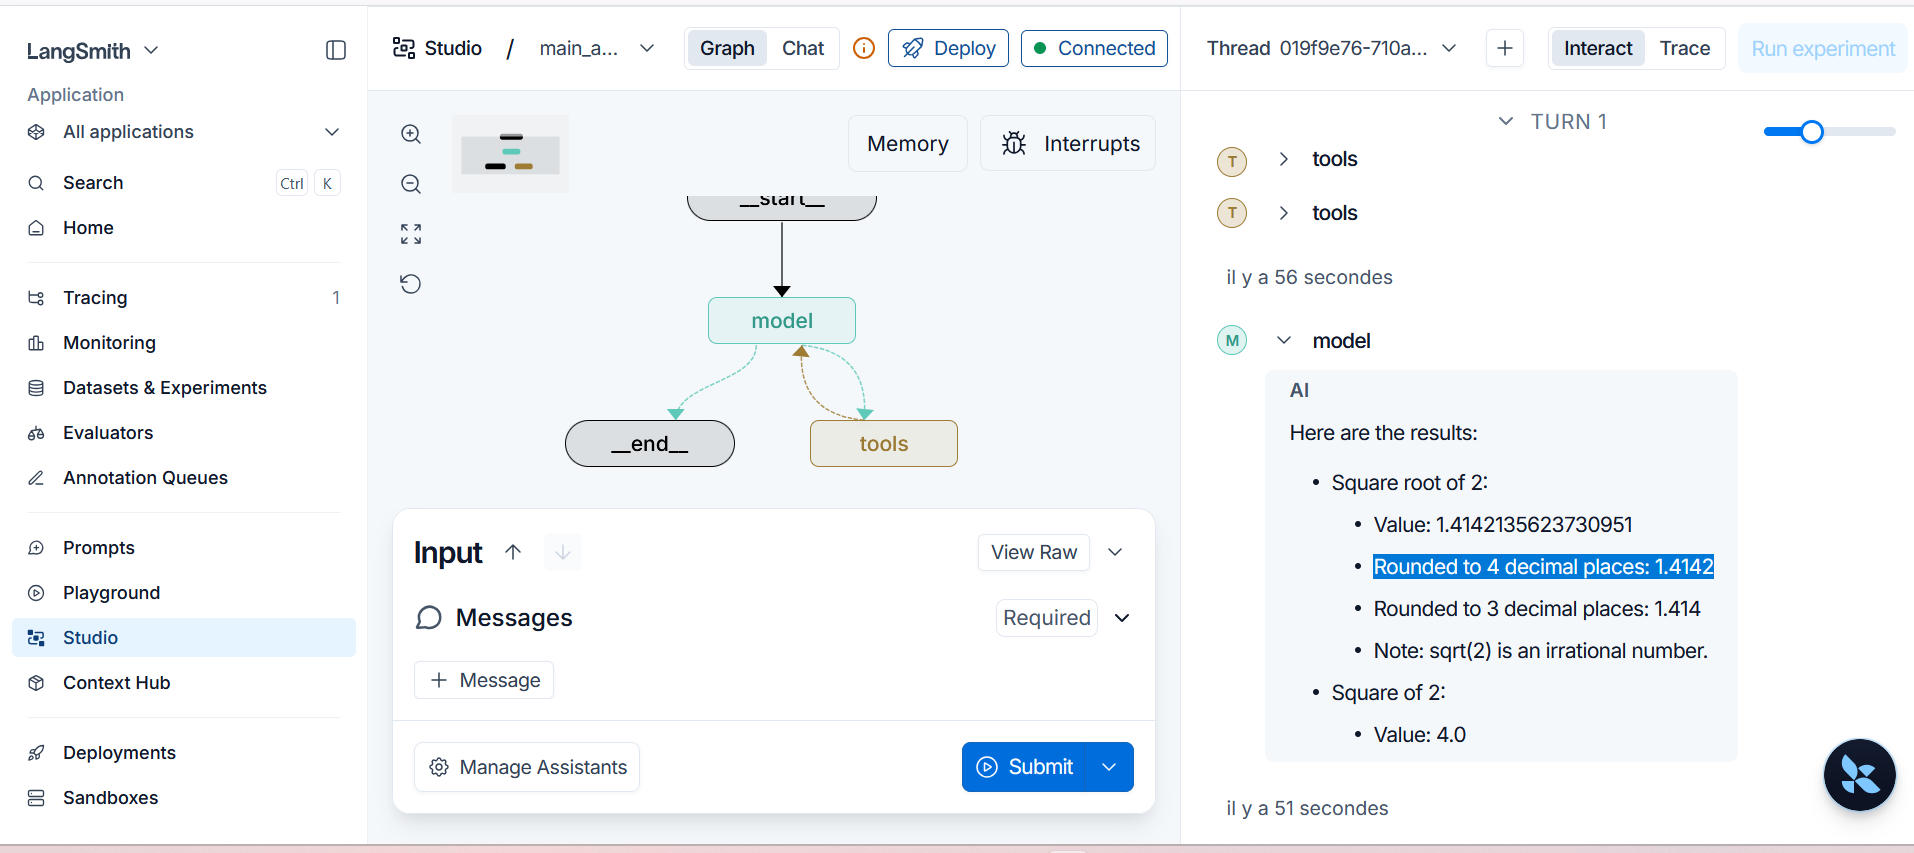 LangSmith
Application
All applications
Search Ctrl K
Home
Tracing 1
Monitoring
Datasets & Experiments
Evaluators
Annotation Queues
Prompts
Playground
Studio
Context Hub
Deployments
Sandboxes
Studio / main_a... Graph Chat Deploy Connected
Memory Interrupts
__start__
model
__end__ tools
Input View Raw
Messages Required
+ Message
Manage Assistants Submit
Thread 019f9e76-710a... + Interact Trace Run experiment
TURN 1
T tools
T tools
il y a 56 secondes
M model
AI
Here are the results:
• Square root of 2:
• Value: 1.4142135623730951
• Rounded to 4 decimal places: 1.4142
• Rounded to 3 decimal places: 1.414
• Note: sqrt(2) is an irrational number.
• Square of 2:
• Value: 4.0
il y a 51 secondes